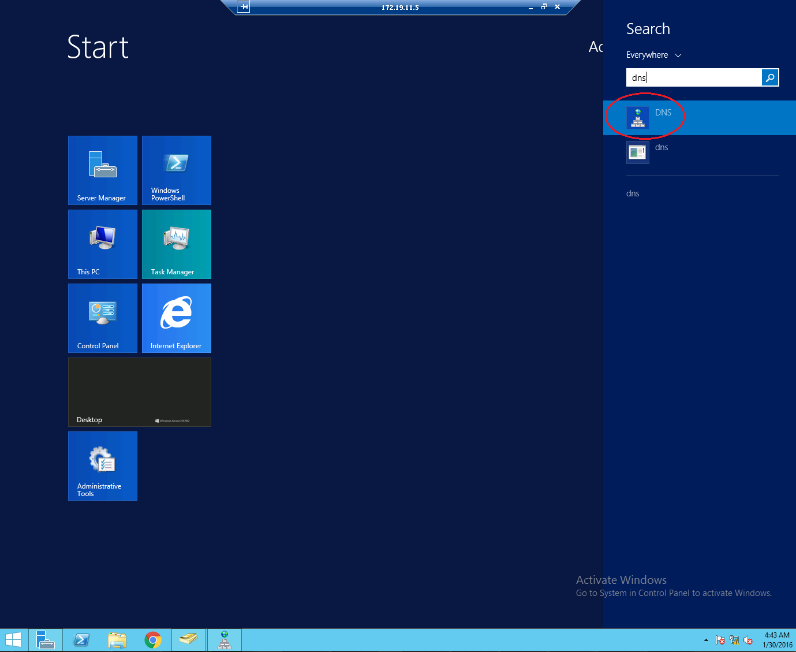 172.19.11.5
Start
Ac
Search
Everywhere
dns
DNS
dns
dns
Server Manager
Windows
PowerShell
This PC
Task Manager
Control Panel
Internet Explorer
Desktop
Administrative
Tools
Activate Windows
Go to System in Control Panel to activate Windows.
4:43 AM
1/30/2016